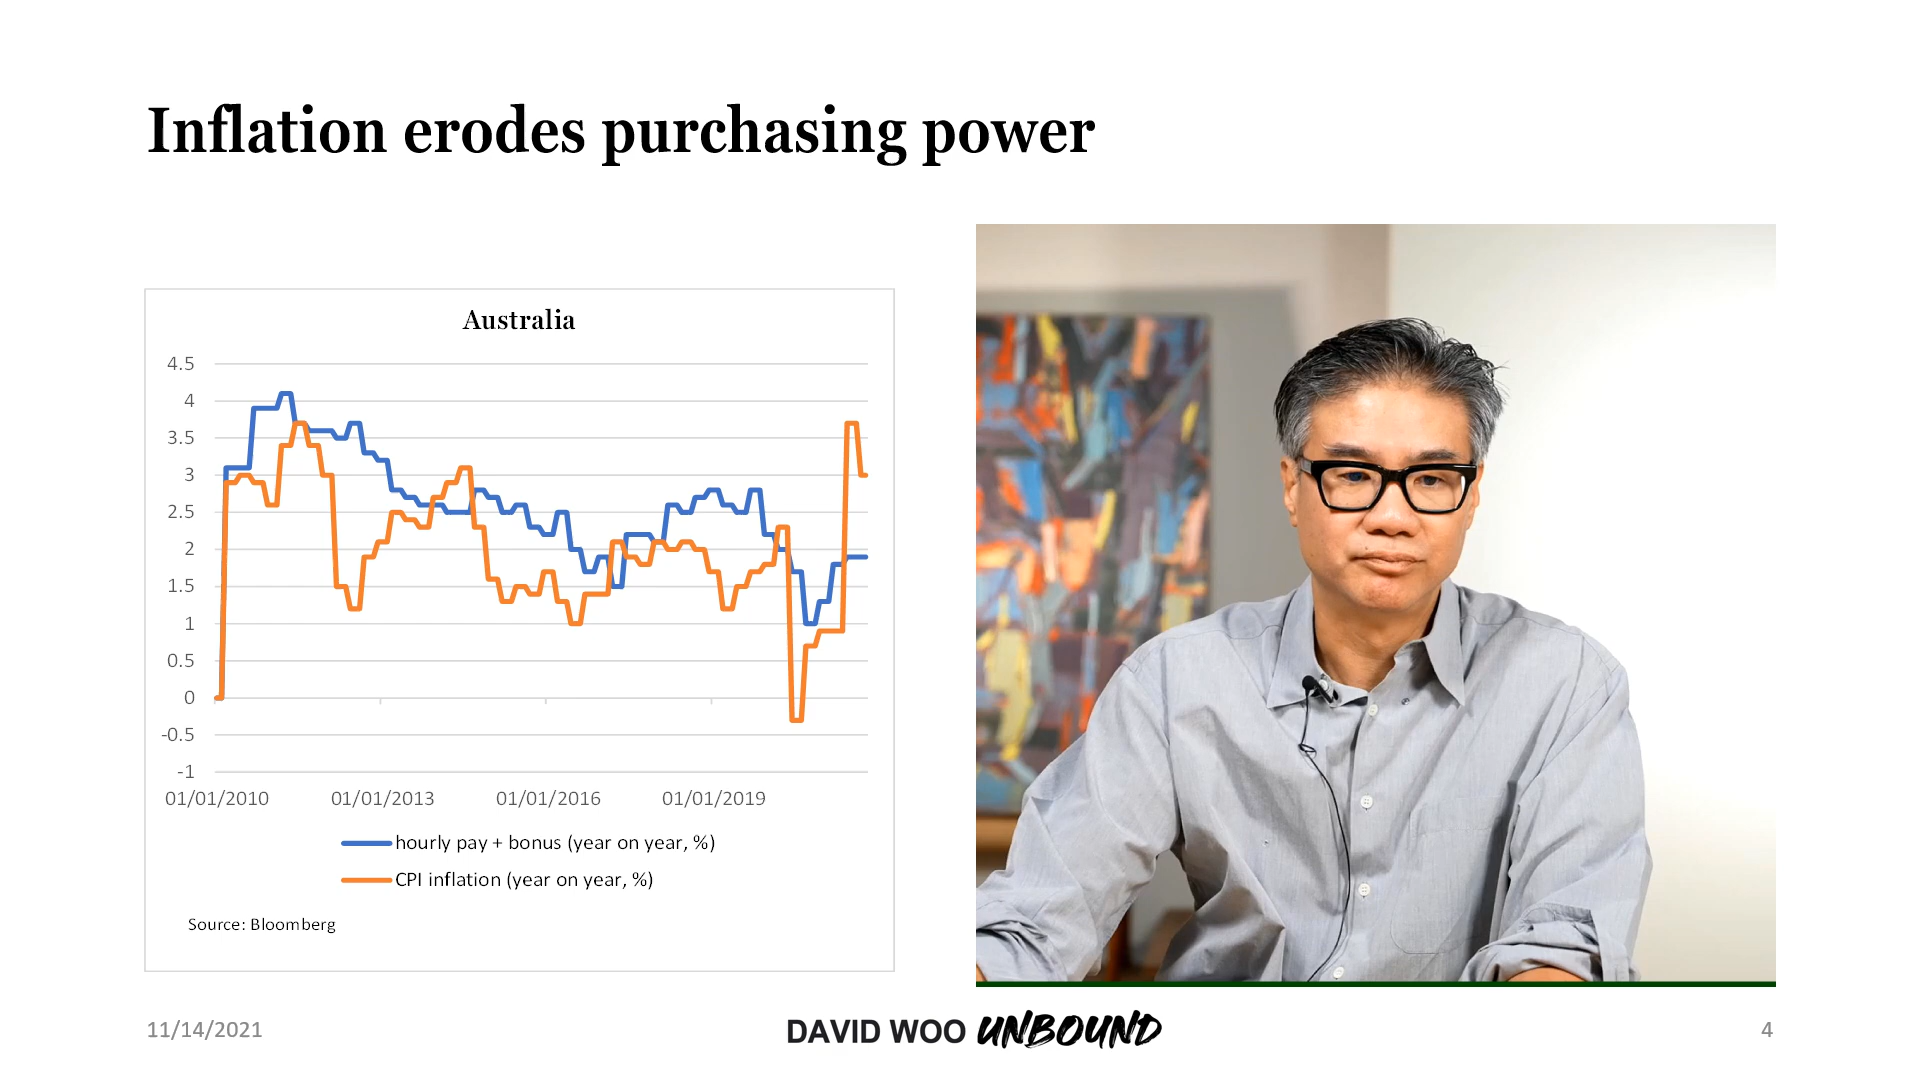 Inflation erodes purchasing power
Australia
4.5
4
3.5
3
2.5
2
1.5
1
0.5
0
-0.5
-1
01/01/2010 01/01/2013 01/01/2016 01/01/2019
hourly pay + bonus (year on year, %)
CPI inflation (year on year, %)
Source: Bloomberg
11/14/2021
DAVID WOO UNBOUND
4